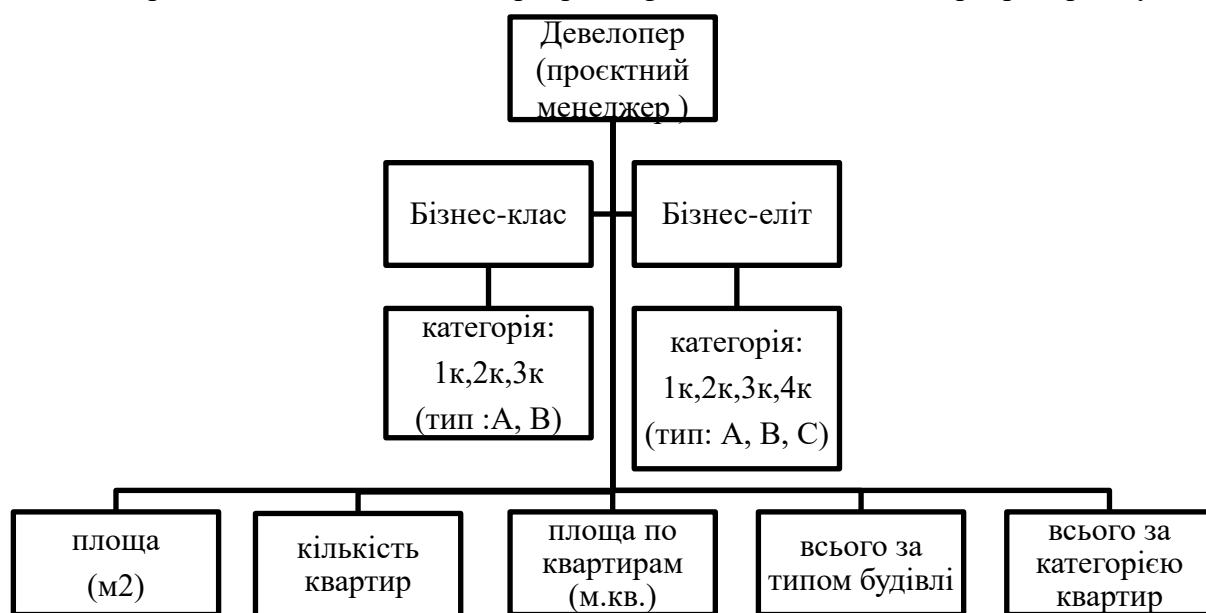 Девелопер
(проєктний
менеджер )
Бізнес-клас
Бізнес-еліт
категорія:
1к,2к,3к
(тип :А, В)
категорія:
1к,2к,3к,4к
(тип: А, В, С)
площа
(м2)
кількість
квартир
площа по
квартирам
(м.кв.)
всього за
типом будівлі
всього за
категорією
квартир